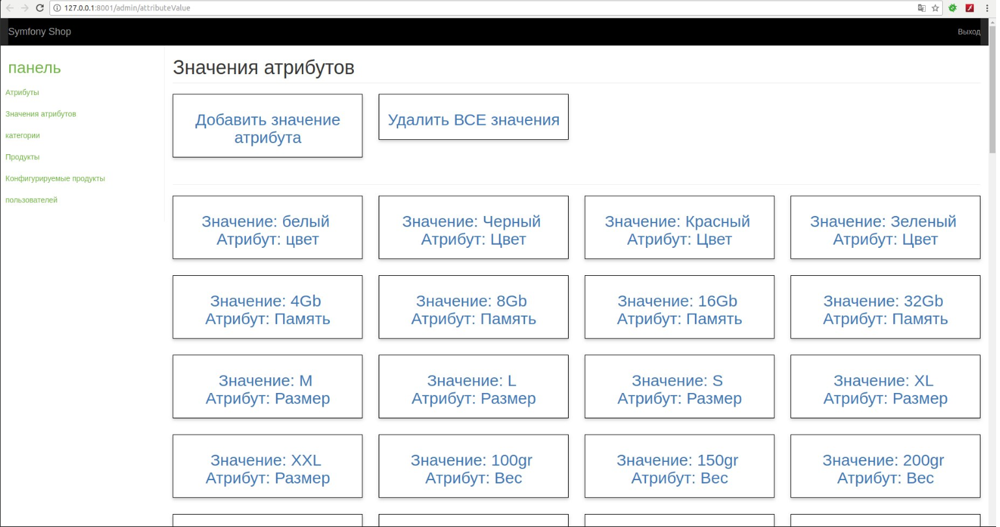 127.0.0.1:8001/admin/attributeValue
Symfony Shop
Выход
панель
Атрибуты
Значения атрибутов
категории
Продукты
Конфигурируемые продукты
пользователей
Значения атрибутов
Добавить значение
атрибута
Удалить ВСЕ значения
Значение: белый
Атрибут: цвет
Значение: Черный
Атрибут: Цвет
Значение: Красный
Атрибут: Цвет
Значение: Зеленый
Атрибут: Цвет
Значение: 4Gb
Атрибут: Память
Значение: 8Gb
Атрибут: Память
Значение: 16Gb
Атрибут: Память
Значение: 32Gb
Атрибут: Память
Значение: M
Атрибут: Размер
Значение: L
Атрибут: Размер
Значение: S
Атрибут: Размер
Значение: XL
Атрибут: Размер
Значение: XXL
Атрибут: Размер
Значение: 100gr
Атрибут: Вес
Значение: 150gr
Атрибут: Вес
Значение: 200gr
Атрибут: Вес